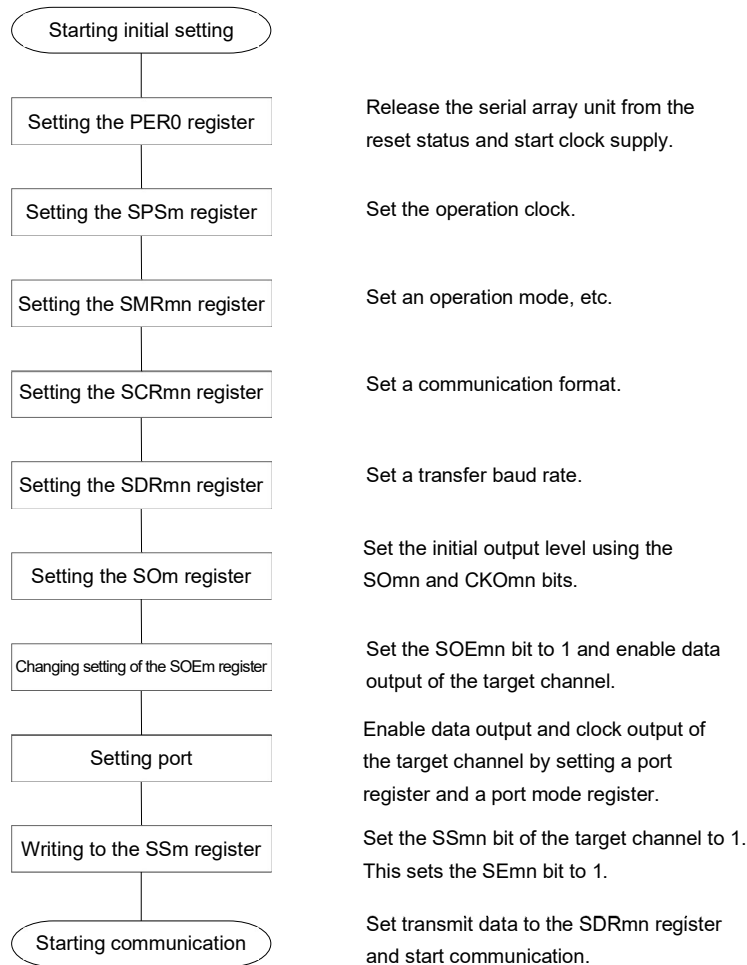 Starting initial setting
Setting the PER0 register
Release the serial array unit from the
reset status and start clock supply.
Setting the SPSm register
Set the operation clock.
Setting the SMRmn register
Set an operation mode, etc.
Setting the SCRmn register
Set a communication format.
Setting the SDRmn register
Set a transfer baud rate.
Setting the SOm register
Set the initial output level using the
SOmn and CKOmn bits.
Changing setting of the SOEm register
Set the SOEmn bit to 1 and enable data
output of the target channel.
Setting port
Enable data output and clock output of
the target channel by setting a port
register and a port mode register.
Writing to the SSm register
Set the SSmn bit of the target channel to 1.
This sets the SEmn bit to 1.
Starting communication
Set transmit data to the SDRmn register
and start communication.